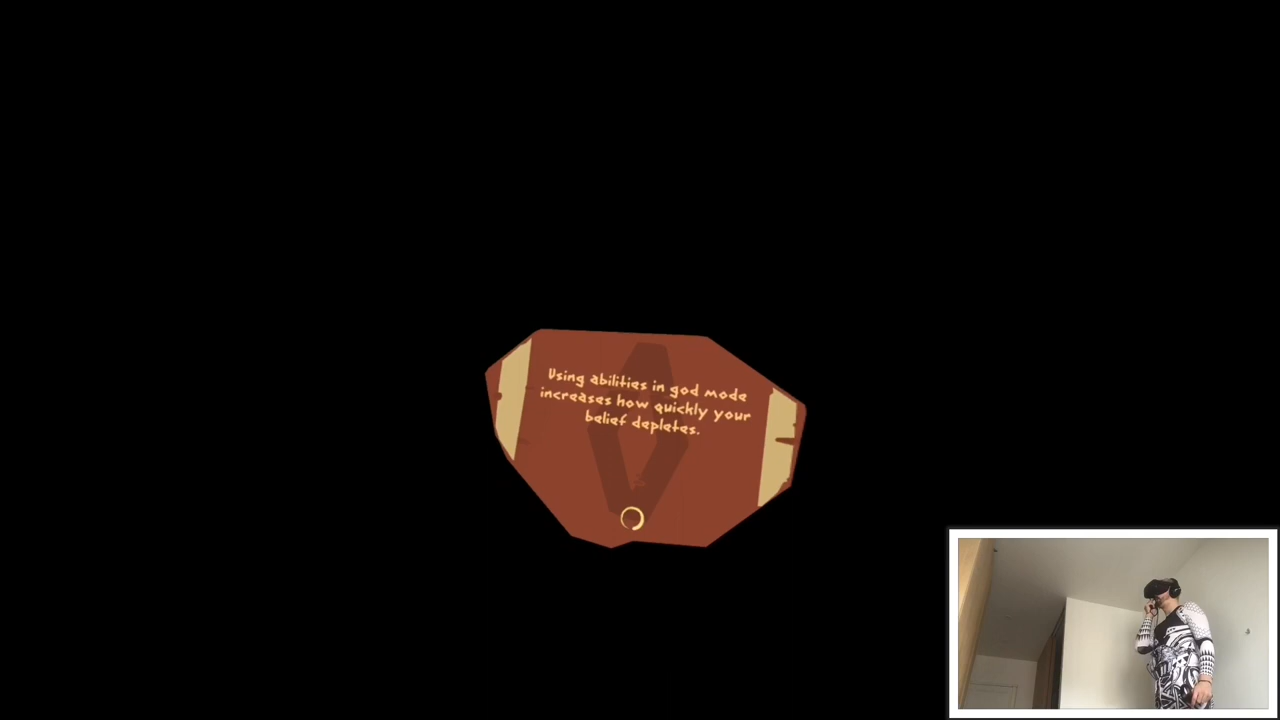 Using abilities in god mode
increases how quickly your
belief depletes.